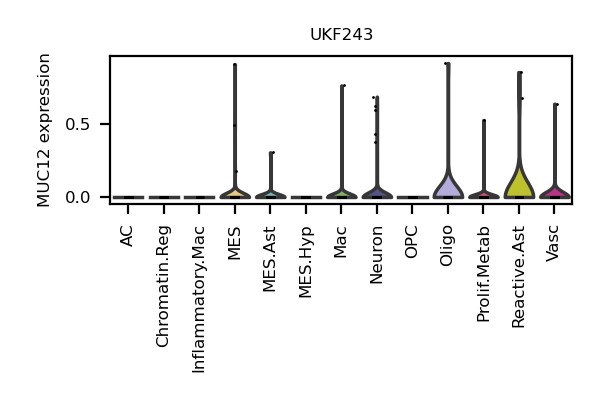 UKF243
MUC12 expression
0.5
0.0
AC
Chromatin.Reg
Inflammatory.Mac
MES
MES.Ast
MES.Hyp
Mac
Neuron
OPC
Oligo
Prolif.Metab
Reactive.Ast
Vasc